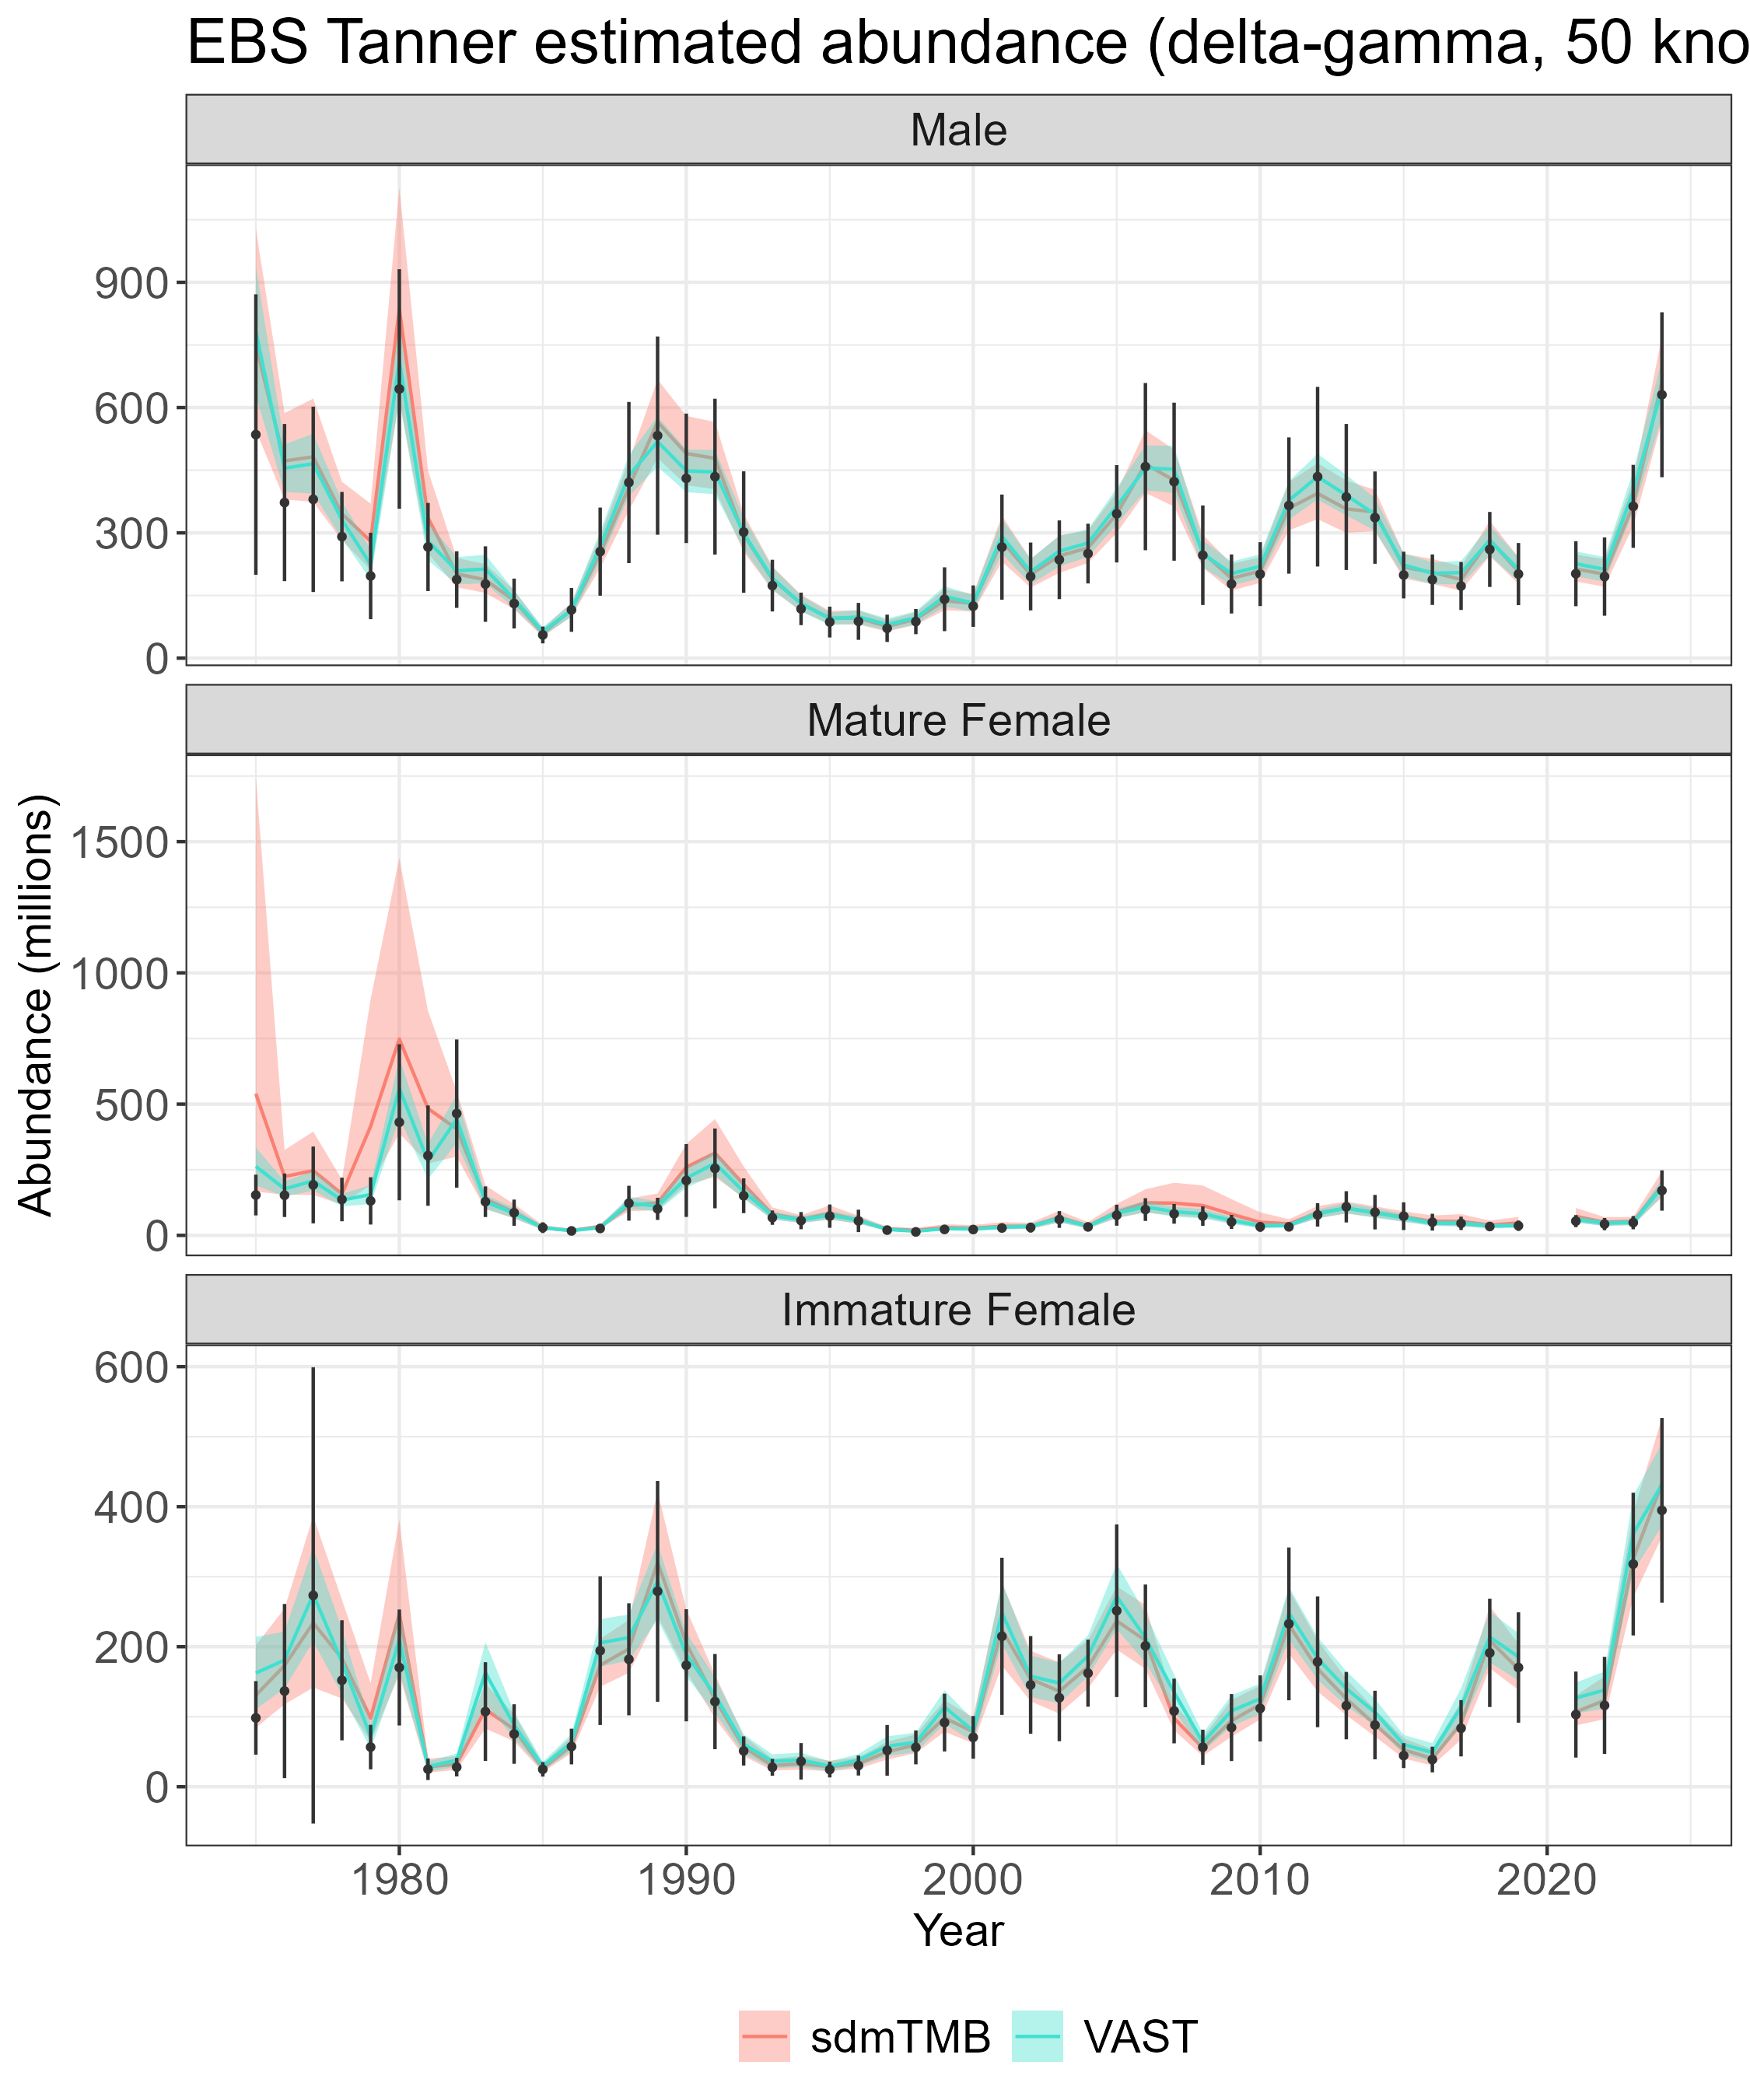 EBS Tanner estimated abundance (delta-gamma, 50 kno
Male
900
600
300
0
Mature Female
1500
1000
500
0
Immature Female
600
400
200
0
Abundance (millions)
1980 1990 2000 2010 2020
Year
sdmTMB VAST